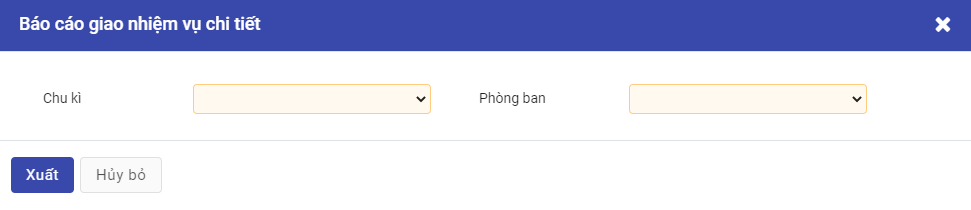 Báo cáo giao nhiệm vụ chi tiết
Chu kì
Phòng ban
Xuất
Hủy bỏ